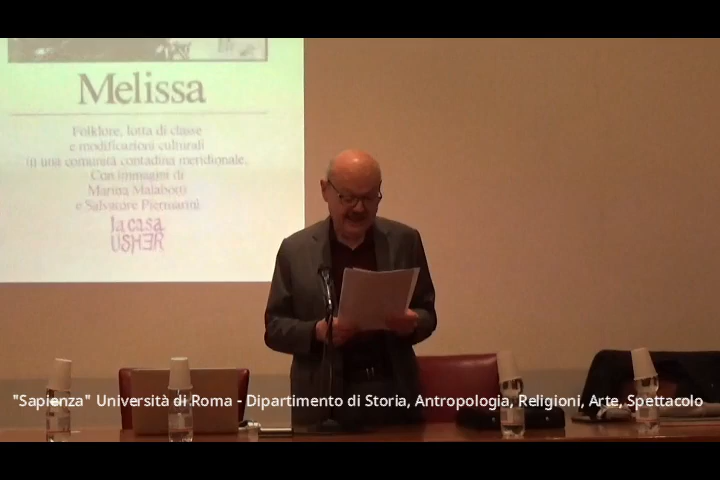 Melissa
Folklore, lotta di classe
e modificazioni culturali
in una comunità contadina meridionale.
Con immagini di
Marina Malabotti
e Salvatore Piermarini
la casa
USHER
"Sapienza" Università di Roma - Dipartimento di Storia, Antropologia, Religioni, Arte, Spettacolo